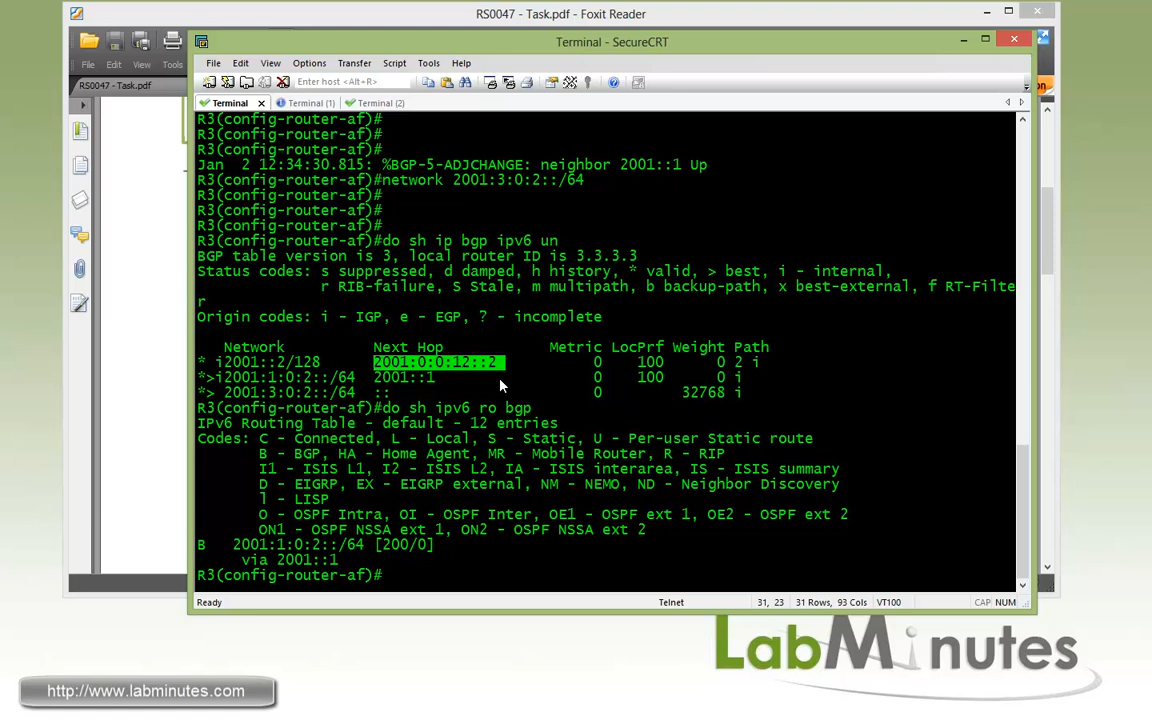 RS0047 - Task.pdf - Foxit Reader
File Edit View Tools
RS0047 - Task.pdf
Terminal - SecureCRT
File Edit View Options Transfer Script Tools Help
Enter host <Alt+R>
Terminal Terminal (1) Terminal (2)
R3(config-router-af)#
R3(config-router-af)#
R3(config-router-af)#
Jan  2 12:34:30.815: %BGP-5-ADJCHANGE: neighbor 2001::1 Up
R3(config-router-af)#network 2001:3:0:2::/64
R3(config-router-af)#
R3(config-router-af)#
R3(config-router-af)#
R3(config-router-af)#do sh ip bgp ipv6 un
BGP table version is 3, local router ID is 3.3.3.3
Status codes: s suppressed, d damped, h history, * valid, > best, i - internal,
r RIB-failure, S Stale, m multipath, b backup-path, x best-external, f RT-Filte
r
Origin codes: i - IGP, e - EGP, ? - incomplete
Network Next Hop Metric LocPrf Weight Path
* i2001::2/128 2001:0:0:12::2 0 100 0 2 i
*>i2001:1:0:2::/64 2001::1 0 100 0 i
*> 2001:3:0:2::/64 :: 0 32768 i
R3(config-router-af)#do sh ipv6 ro bgp
IPv6 Routing Table - default - 12 entries
Codes: C - Connected, L - Local, S - Static, U - Per-user Static route
B - BGP, HA - Home Agent, MR - Mobile Router, R - RIP
I1 - ISIS L1, I2 - ISIS L2, IA - ISIS interarea, IS - ISIS summary
D - EIGRP, EX - EIGRP external, NM - NEMO, ND - Neighbor Discovery
l - LISP
O - OSPF Intra, OI - OSPF Inter, OE1 - OSPF ext 1, OE2 - OSPF ext 2
ON1 - OSPF NSSA ext 1, ON2 - OSPF NSSA ext 2
B 2001:1:0:2::/64 [200/0]
via 2001::1
R3(config-router-af)#
Ready Telnet 31, 23 31 Rows, 93 Cols VT100 CAP NUM
LabMinutes
http://www.labminutes.com